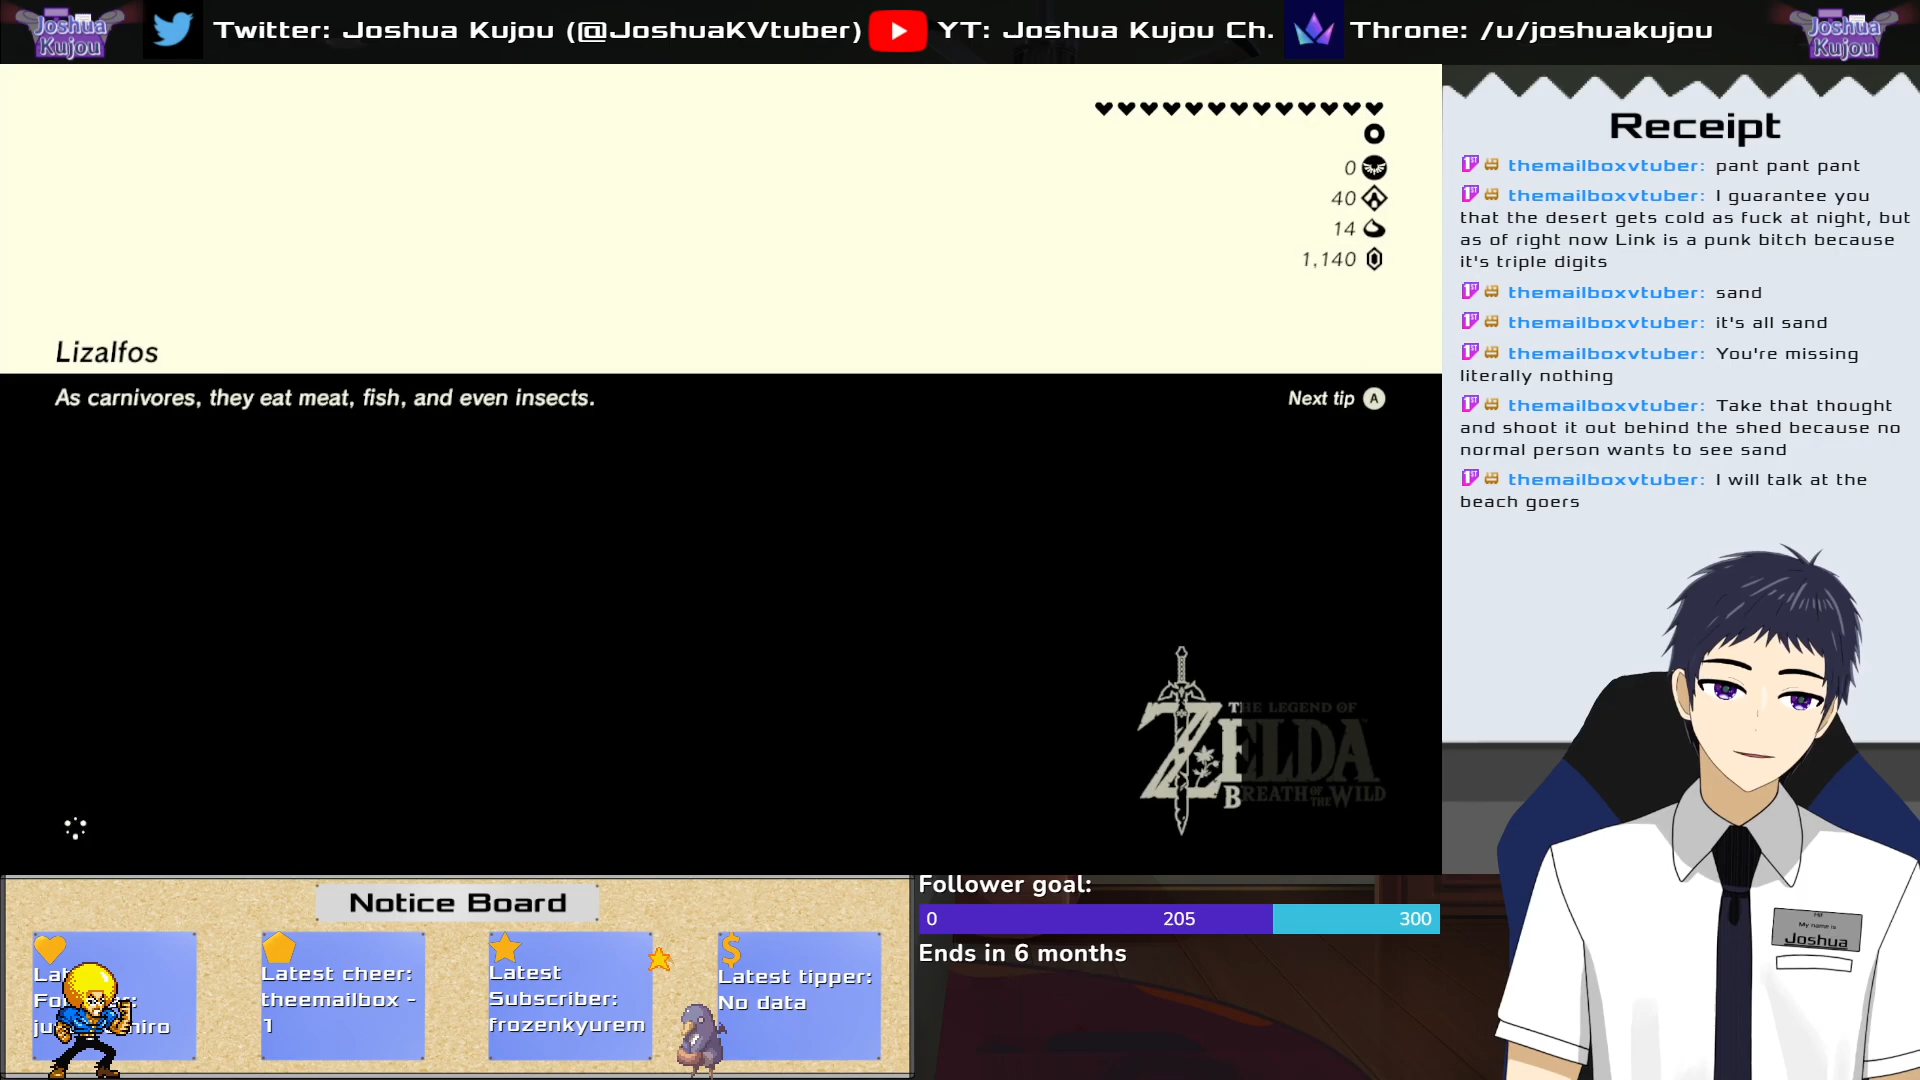 Joshua Kujou
Twitter: Joshua Kujou (@JoshuaKVtuber)
YT: Joshua Kujou Ch.
Throne: /u/joshuakujou
Joshua Kujou
0
40
14
1,140
Lizalfos
As carnivores, they eat meat, fish, and even insects.
Next tip A
THE LEGEND OF
ZELDA
BREATH OF THE WILD
Receipt
themailboxvtuber: pant pant pant
themailboxvtuber: I guarantee you
that the desert gets cold as fuck at night, but
as of right now Link is a punk bitch because
it's triple digits
themailboxvtuber: sand
themailboxvtuber: it's all sand
themailboxvtuber: You're missing
literally nothing
themailboxvtuber: Take that thought
and shoot it out behind the shed because no
normal person wants to see sand
themailboxvtuber: I will talk at the
beach goers
My name is
Joshua
Notice Board
Latest cheer:
theemailbox -
1
Latest
Subscriber:
frozenkyurem
Latest tipper:
No data
Follower goal:
0 205 300
Ends in 6 months